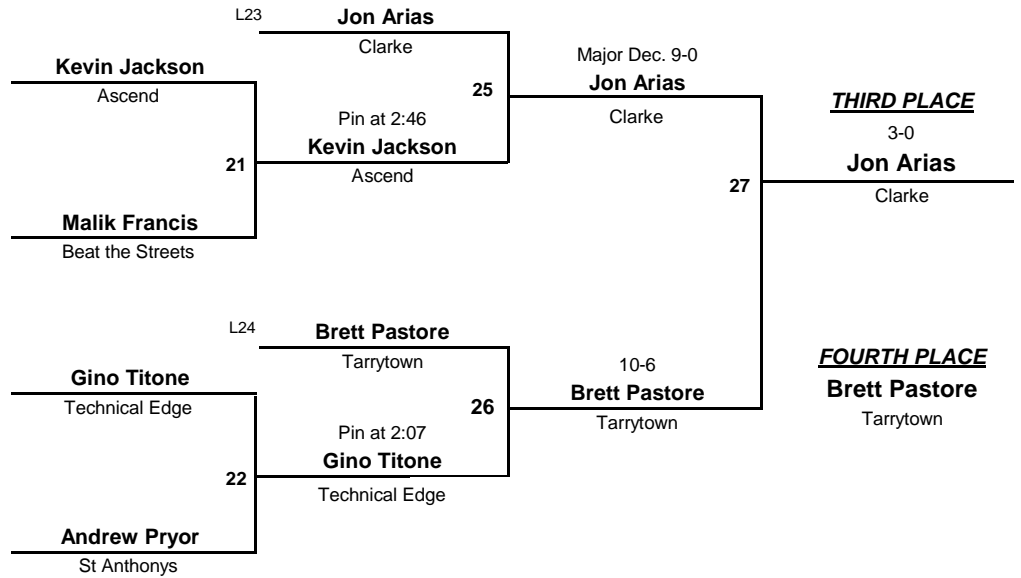 L23
Jon Arias
Clarke
Kevin Jackson
Ascend
Major Dec. 9-0
Jon Arias
Clarke
25
Pin at 2:46
Kevin Jackson
Ascend
21
THIRD PLACE
3-0
Jon Arias
Clarke
27
Malik Francis
Beat the Streets
L24
Brett Pastore
Tarrytown
Gino Titone
Technical Edge
10-6
Brett Pastore
Tarrytown
26
FOURTH PLACE
Brett Pastore
Tarrytown
Pin at 2:07
Gino Titone
Technical Edge
22
Andrew Pryor
St Anthonys